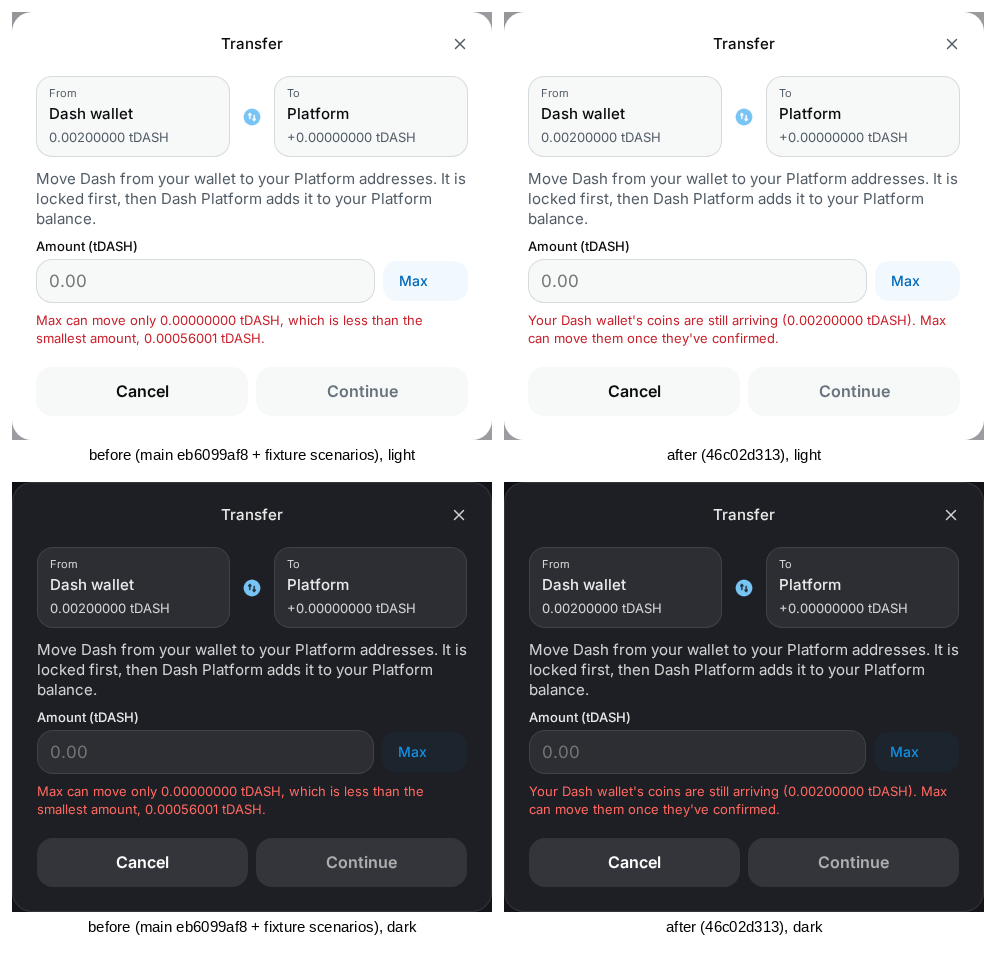 Transfer
From
Dash wallet
0.00200000 tDASH
To
Platform
+0.00000000 tDASH
Move Dash from your wallet to your Platform addresses. It is
locked first, then Dash Platform adds it to your Platform
balance.
Amount (tDASH)
0.00
Max
Max can move only 0.00000000 tDASH, which is less than the
smallest amount, 0.00056001 tDASH.
Cancel
Continue
before (main eb6099af8 + fixture scenarios), light
Transfer
From
Dash wallet
0.00200000 tDASH
To
Platform
+0.00000000 tDASH
Move Dash from your wallet to your Platform addresses. It is
locked first, then Dash Platform adds it to your Platform
balance.
Amount (tDASH)
0.00
Max
Your Dash wallet's coins are still arriving (0.00200000 tDASH). Max
can move them once they've confirmed.
Cancel
Continue
after (46c02d313), light
Transfer
From
Dash wallet
0.00200000 tDASH
To
Platform
+0.00000000 tDASH
Move Dash from your wallet to your Platform addresses. It is
locked first, then Dash Platform adds it to your Platform
balance.
Amount (tDASH)
0.00
Max
Max can move only 0.00000000 tDASH, which is less than the
smallest amount, 0.00056001 tDASH.
Cancel
Continue
before (main eb6099af8 + fixture scenarios), dark
Transfer
From
Dash wallet
0.00200000 tDASH
To
Platform
+0.00000000 tDASH
Move Dash from your wallet to your Platform addresses. It is
locked first, then Dash Platform adds it to your Platform
balance.
Amount (tDASH)
0.00
Max
Your Dash wallet's coins are still arriving (0.00200000 tDASH). Max
can move them once they've confirmed.
Cancel
Continue
after (46c02d313), dark